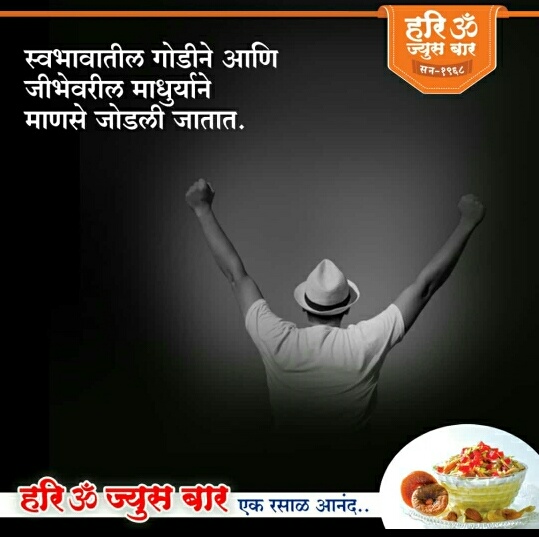 हरि ॐ
ज्युस बार
सन-१९६८
स्वभावातील गोडीने आणि
जीभेवरील माधुर्याने
माणसे जोडली जातात.
हरि ॐ ज्युस बार एक रसाळ आनंद..